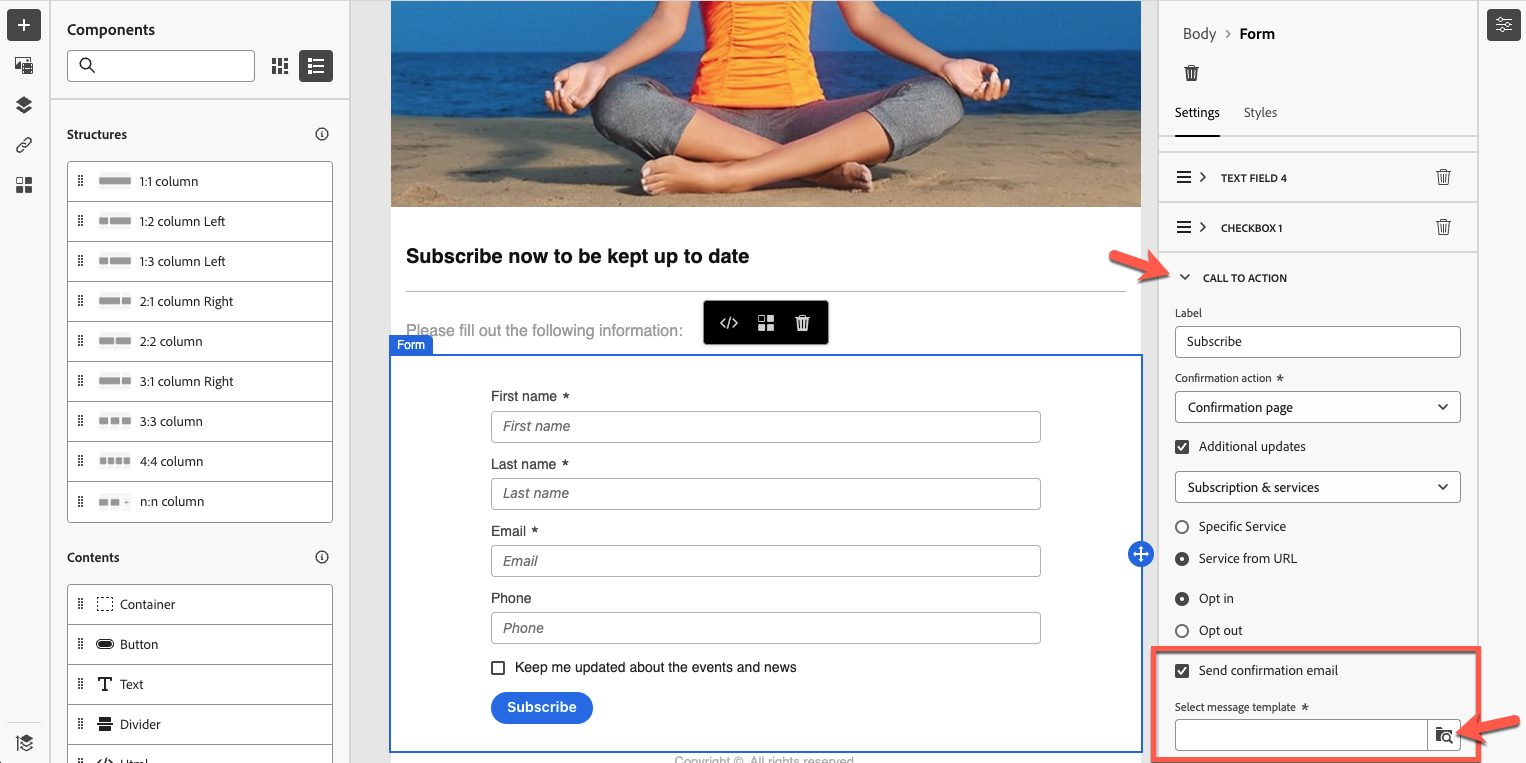 Components
Structures
1:1 column
1:2 column Left
1:3 column Left
2:1 column Right
2:2 column
3:1 column Right
3:3 column
4:4 column
n:n column
Contents
Container
Button
Text
Divider
Html
Subscribe now to be kept up to date
Please fill out the following information:
Form
First name *
First name
Last name *
Last name
Email *
Email
Phone
Phone
Keep me updated about the events and news
Subscribe
Copyright ©. All rights reserved
Body > Form
Settings Styles
TEXT FIELD 4
CHECKBOX 1
CALL TO ACTION
Label
Subscribe
Confirmation action *
Confirmation page
Additional updates
Subscription & services
Specific Service
Service from URL
Opt in
Opt out
Send confirmation email
Select message template *